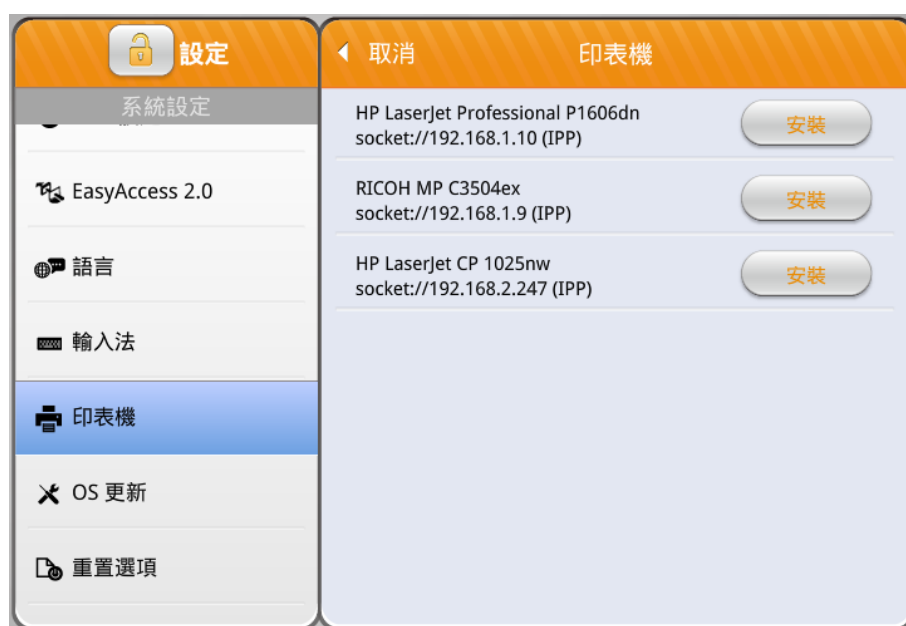 設定
系統設定
EasyAccess 2.0
語言
輸入法
印表機
OS 更新
重置選項
取消
印表機
HP LaserJet Professional P1606dn
socket://192.168.1.10 (IPP)
安裝
RICOH MP C3504ex
socket://192.168.1.9 (IPP)
安裝
HP LaserJet CP 1025nw
socket://192.168.2.247 (IPP)
安裝